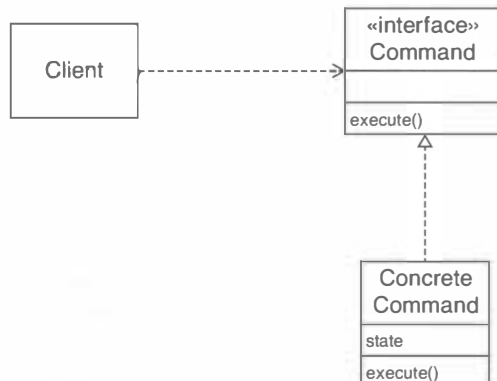 «interface»
Client
Command
execute()
Concrete
Command
state
execute()